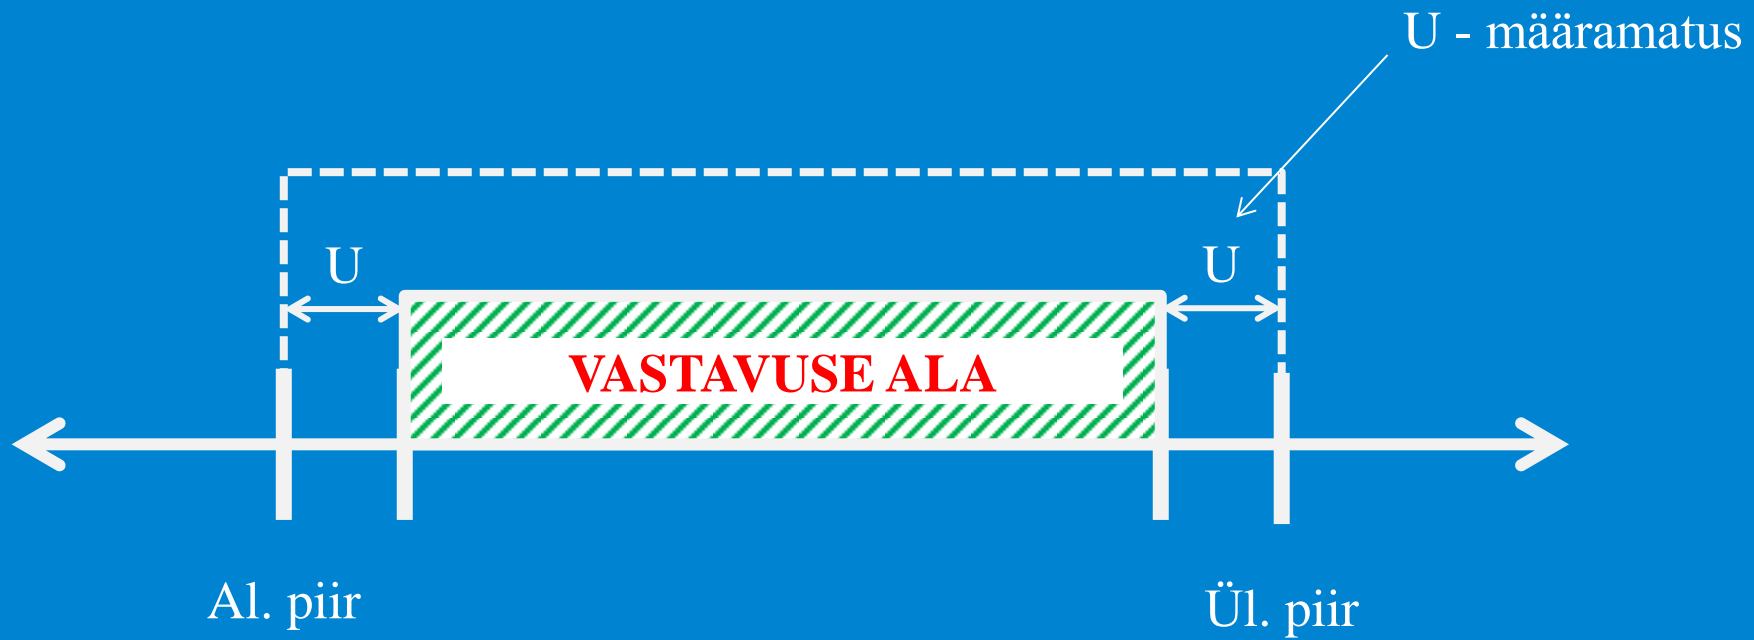 U - määramatus
U
U
VASTAVUSE ALA
Al. piir
Ül. piir